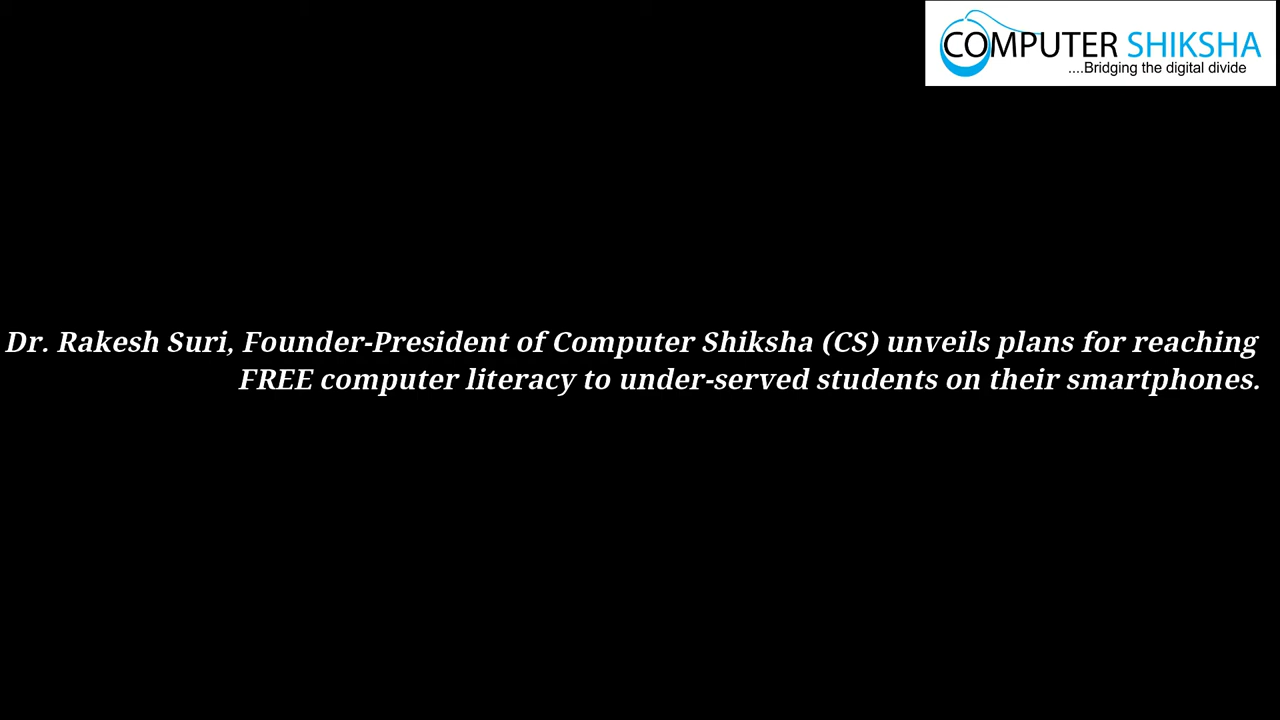 COMPUTER SHIKSHA
....Bridging the digital divide
Dr. Rakesh Suri, Founder-President of Computer Shiksha (CS) unveils plans for reaching
FREE computer literacy to under-served students on their smartphones.